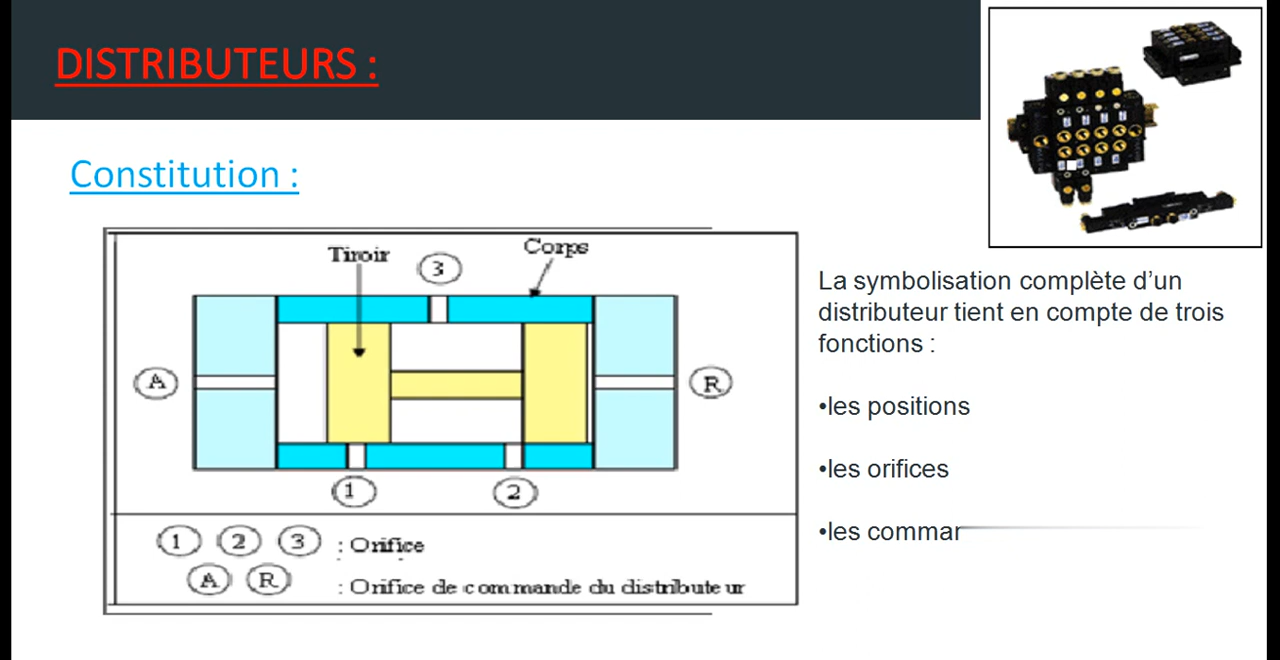 DISTRIBUTEURS :
Constitution :
Tiroir
Corps
3
A
R
1
2
1 2 3 : Orifice
A R : Orifice de commande du distributeur
La symbolisation complète d’un
distributeur tient en compte de trois
fonctions :
•les positions
•les orifices
•les commar